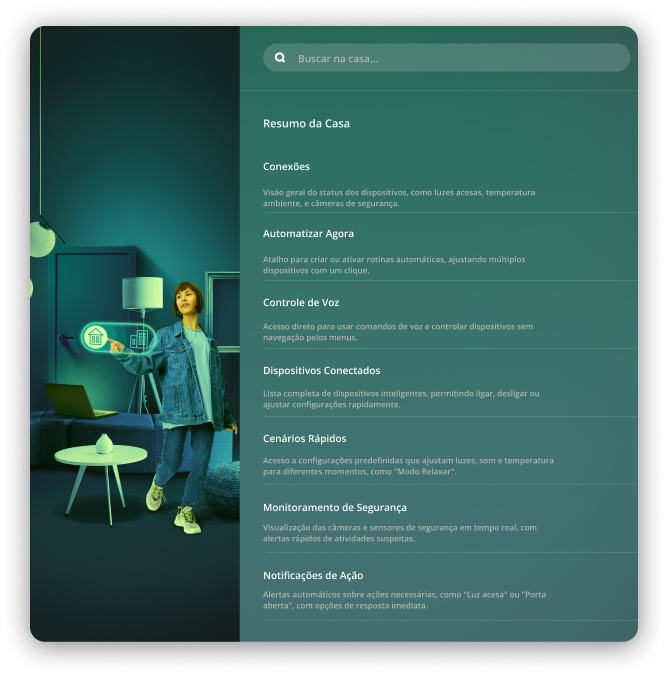 Buscar na casa...
Resumo da Casa
Conexões
Visão geral do status dos dispositivos, como luzes acesas, temperatura
ambiente, e câmeras de segurança.
Automatizar Agora
Atalho para criar ou ativar rotinas automáticas, ajustando múltiplos
dispositivos com um clique.
Controle de Voz
Acesso direto para usar comandos de voz e controlar dispositivos sem
navegação pelos menus.
Dispositivos Conectados
Lista completa de dispositivos inteligentes, permitindo ligar, desligar ou
ajustar configurações rapidamente.
Cenários Rápidos
Acesso a configurações predefinidas que ajustam luzes, som e temperatura
para diferentes momentos, como "Modo Relaxar".
Monitoramento de Segurança
Visualização das câmeras e sensores de segurança em tempo real, com
alertas rápidos de atividades suspeitas.
Notificações de Ação
Alertas automáticos sobre ações necessárias, como "Luz acesa" ou "Porta
aberta", com opções de resposta imediata.